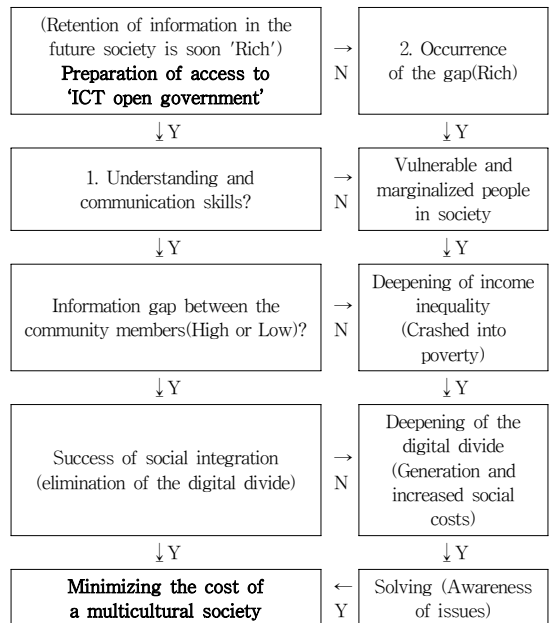 (Retention of information in the
future society is soon 'Rich')
Preparation of access to
‘ICT open government’
→
N
2. Occurrence
of the gap(Rich)
↓Y
↓Y
1. Understanding and
communication skills?
→
N
Vulnerable and
marginalized people
in society
↓Y
↓Y
Information gap between the
community members(High or Low)?
→
N
Deepening of income
inequality
(Crashed into
poverty)
↓Y
↓Y
Success of social integration
(elimination of the digital divide)
→
N
Deepening of the
digital divide
(Generation and
increased social
costs)
↓Y
↓Y
Minimizing the cost of
a multicultural society
←
Y
Solving (Awareness
of issues)